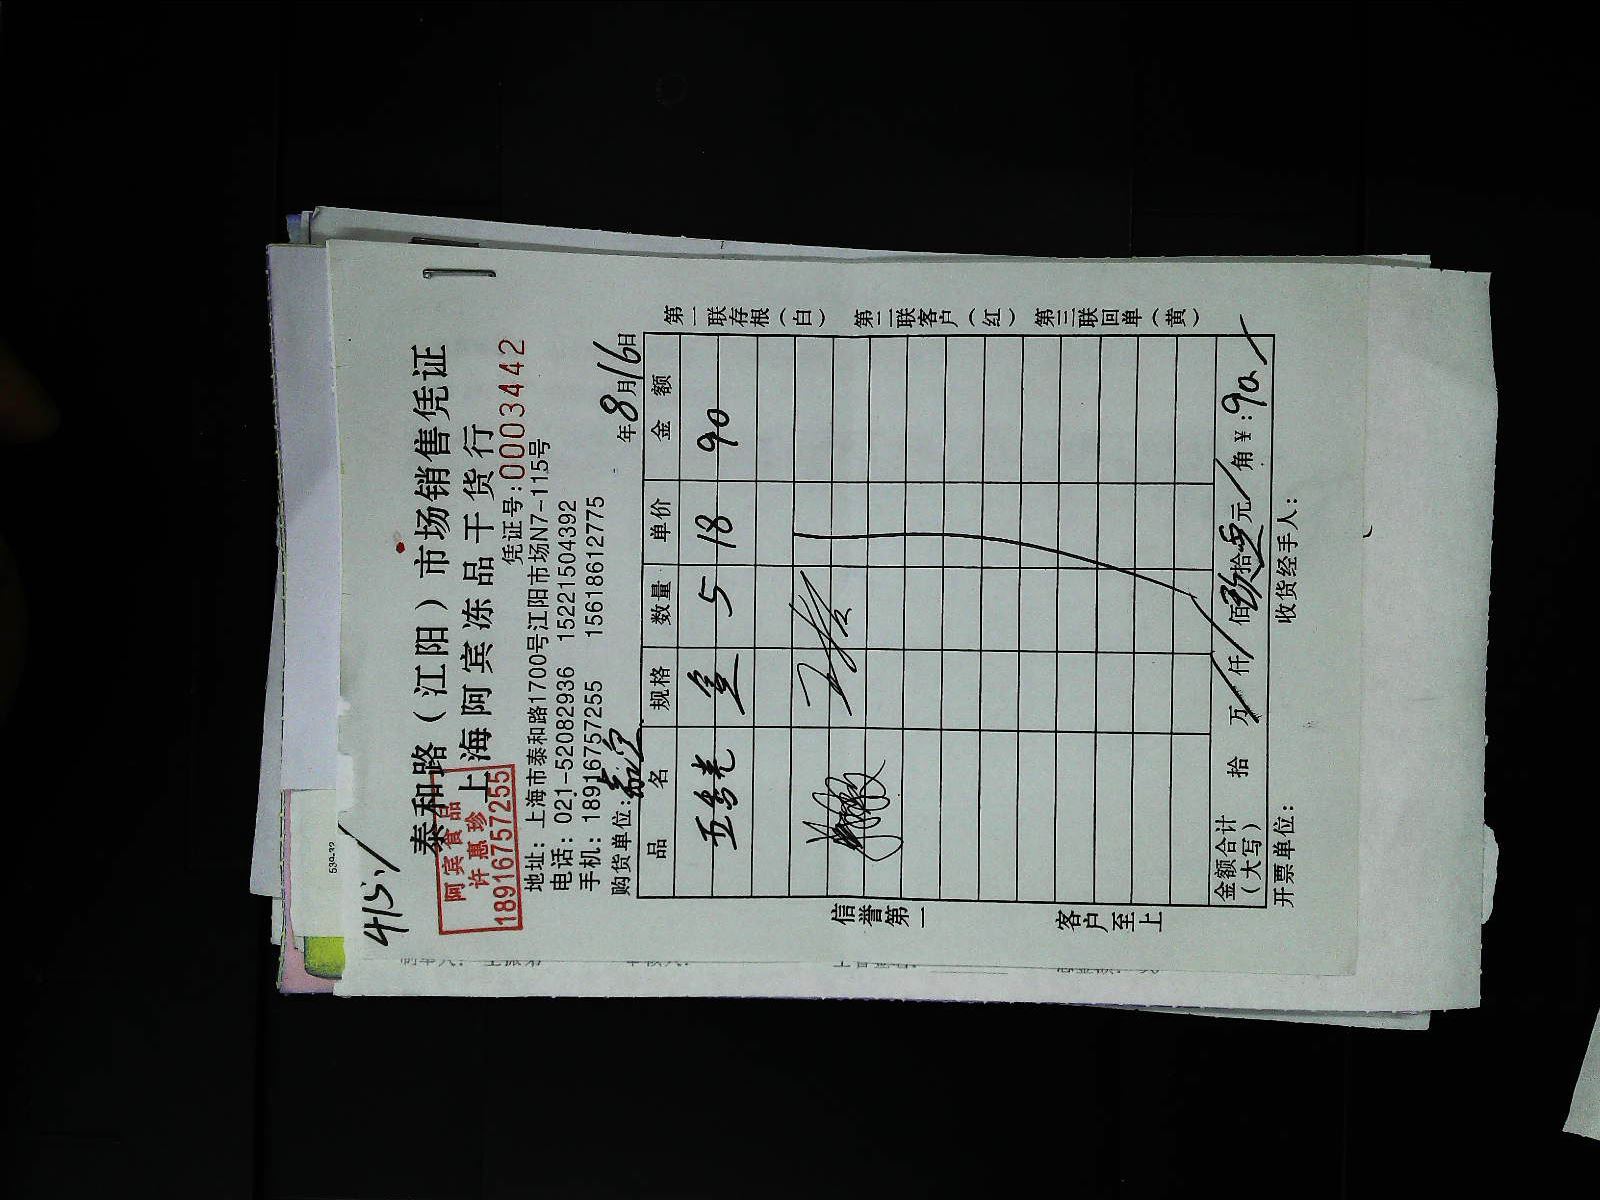 泰和路(江阳)市场销售凭证
上海阿宾冻品干货行
凭证号:0003442
阿宾食品
许惠珍
18916757255
地址:上海市泰和路1700号江阳市场N7-115号
电话:021-52082936 15221504392
手机:18916757255 15618612775
购货单位: 年8月16日
品名 规格 数量 单价 金额
5 18 90
金额合计(大写) 拾 万 仟 佰 玖拾 元 角 ¥:90
开票单位: 收货经手人:
信誉第一 客户至上
第一联存根(白) 第二联客户(红) 第三联回单(黄)
539-32